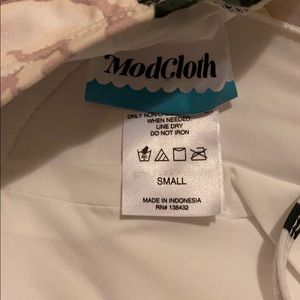 ModCloth
ONLY NON-
WHEN NEEDED
LINE DRY
DO NOT IRON
SMALL
MADE IN INDONESIA
RN# 138432